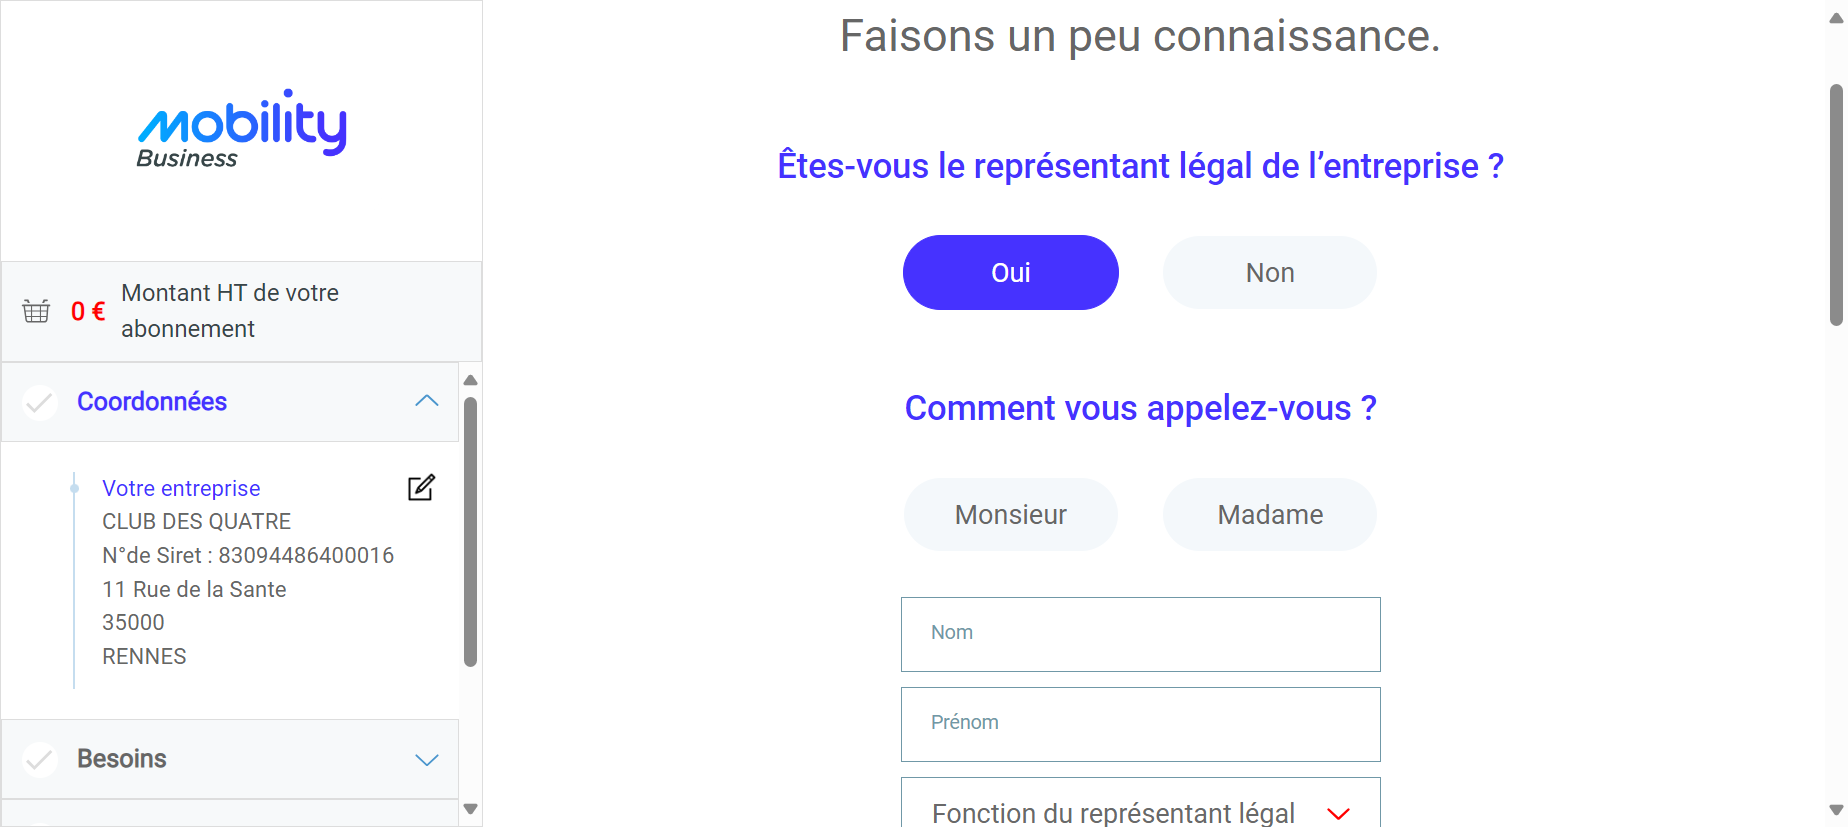 mobility
Business
0 €
Montant HT de votre
abonnement
Coordonnées
Votre entreprise
CLUB DES QUATRE
N°de Siret : 83094486400016
11 Rue de la Sante
35000
RENNES
Besoins
Faisons un peu connaissance.
Êtes-vous le représentant légal de l’entreprise ?
Oui
Non
Comment vous appelez-vous ?
Monsieur
Madame
Nom
Prénom
Fonction du représentant légal